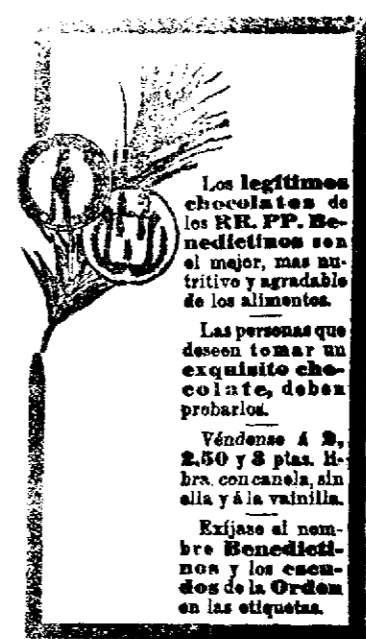 Los legítimos
chocolates de
los RR. PP. Be-
nedictinos son
el mejor, mas nu-
tritivo y agradable
de los alimentos.
Las personas que
deseen tomar un
exquisito cho-
colate, deben
probarlos.
Véndense á 2,
2.50 y 3 ptas. li-
bra, con canela, sin
ella y á la vainilla.
Exíjase el nom-
bre Benedicti-
nos y los escu-
dos de la Orden
en las etiquetas.